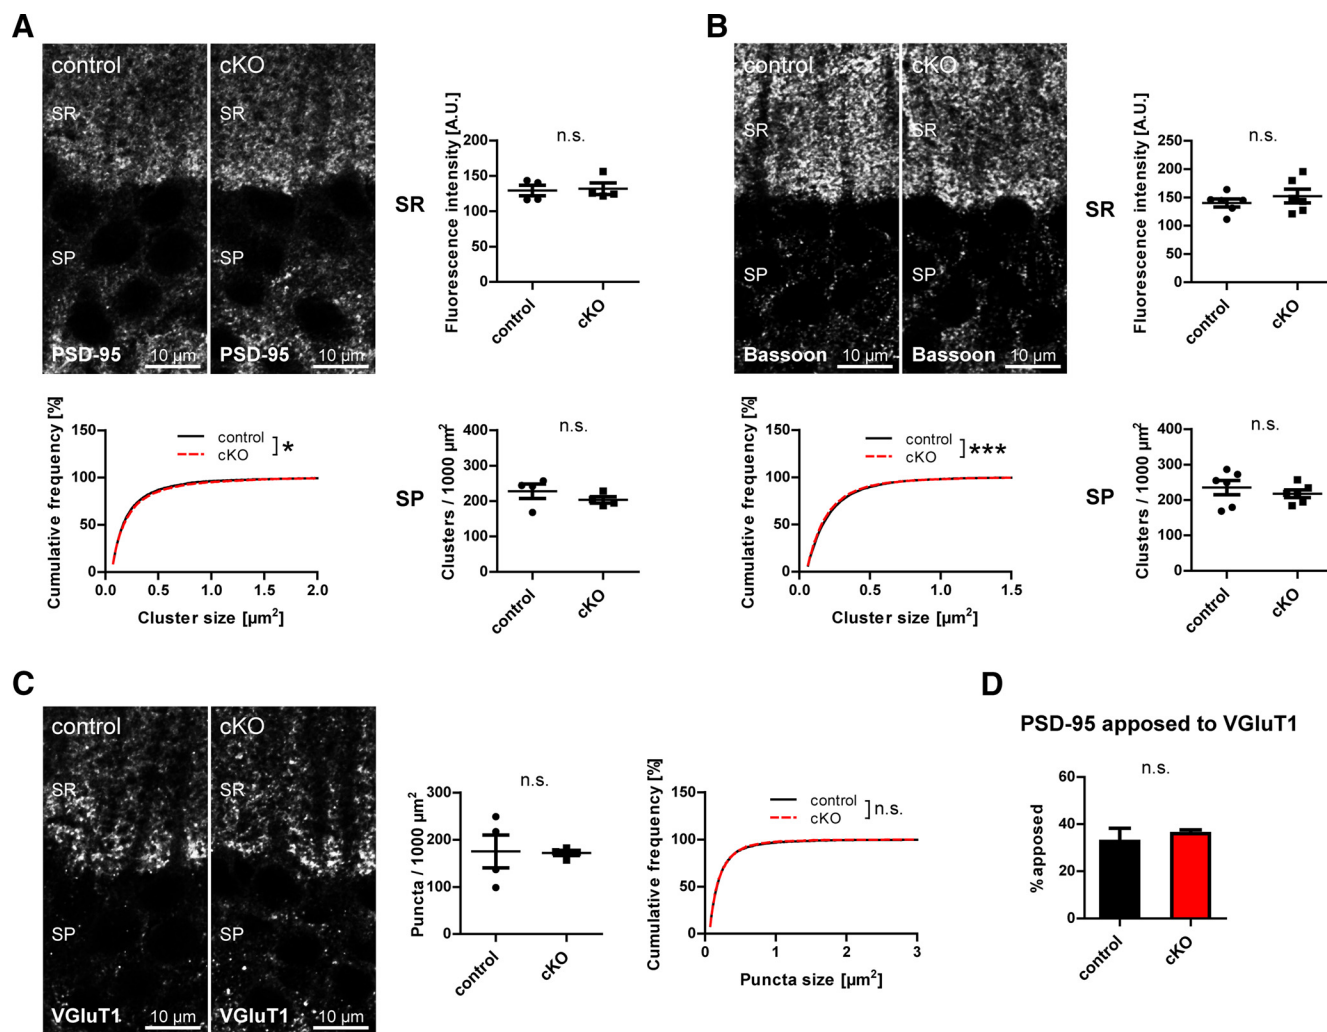 A
control
cKO
SR
SR
SP
SP
PSD-95
10 µm
PSD-95
10 µm
SR
Fluorescence intensity [A.U.]
200
150
100
50
0
n.s.
control
cKO
Cumulative frequency [%]
150
100
50
0
control
cKO
*
0.0
0.5
1.0
1.5
2.0
Cluster size [µm²]
SP
Clusters / 1000 µm²
400
300
200
100
0
n.s.
control
cKO
B
control
cKO
SR
SR
SP
SP
Bassoon
10 µm
Bassoon
10 µm
SR
Fluorescence intensity [A.U.]
250
200
150
100
50
0
n.s.
control
cKO
Cumulative frequency [%]
150
100
50
0
control
cKO
***
0.0
0.5
1.0
1.5
Cluster size [µm²]
SP
Clusters / 1000 µm²
400
300
200
100
0
n.s.
control
cKO
C
control
cKO
SR
SR
SP
SP
VGluT1
10 µm
VGluT1
10 µm
Puncta / 1000 µm²
300
200
100
0
n.s.
control
cKO
Cumulative frequency [%]
150
100
50
0
control
cKO
n.s.
0
1
2
3
Puncta size [µm²]
D
PSD-95 apposed to VGluT1
%apposed
60
40
20
0
n.s.
control
cKO